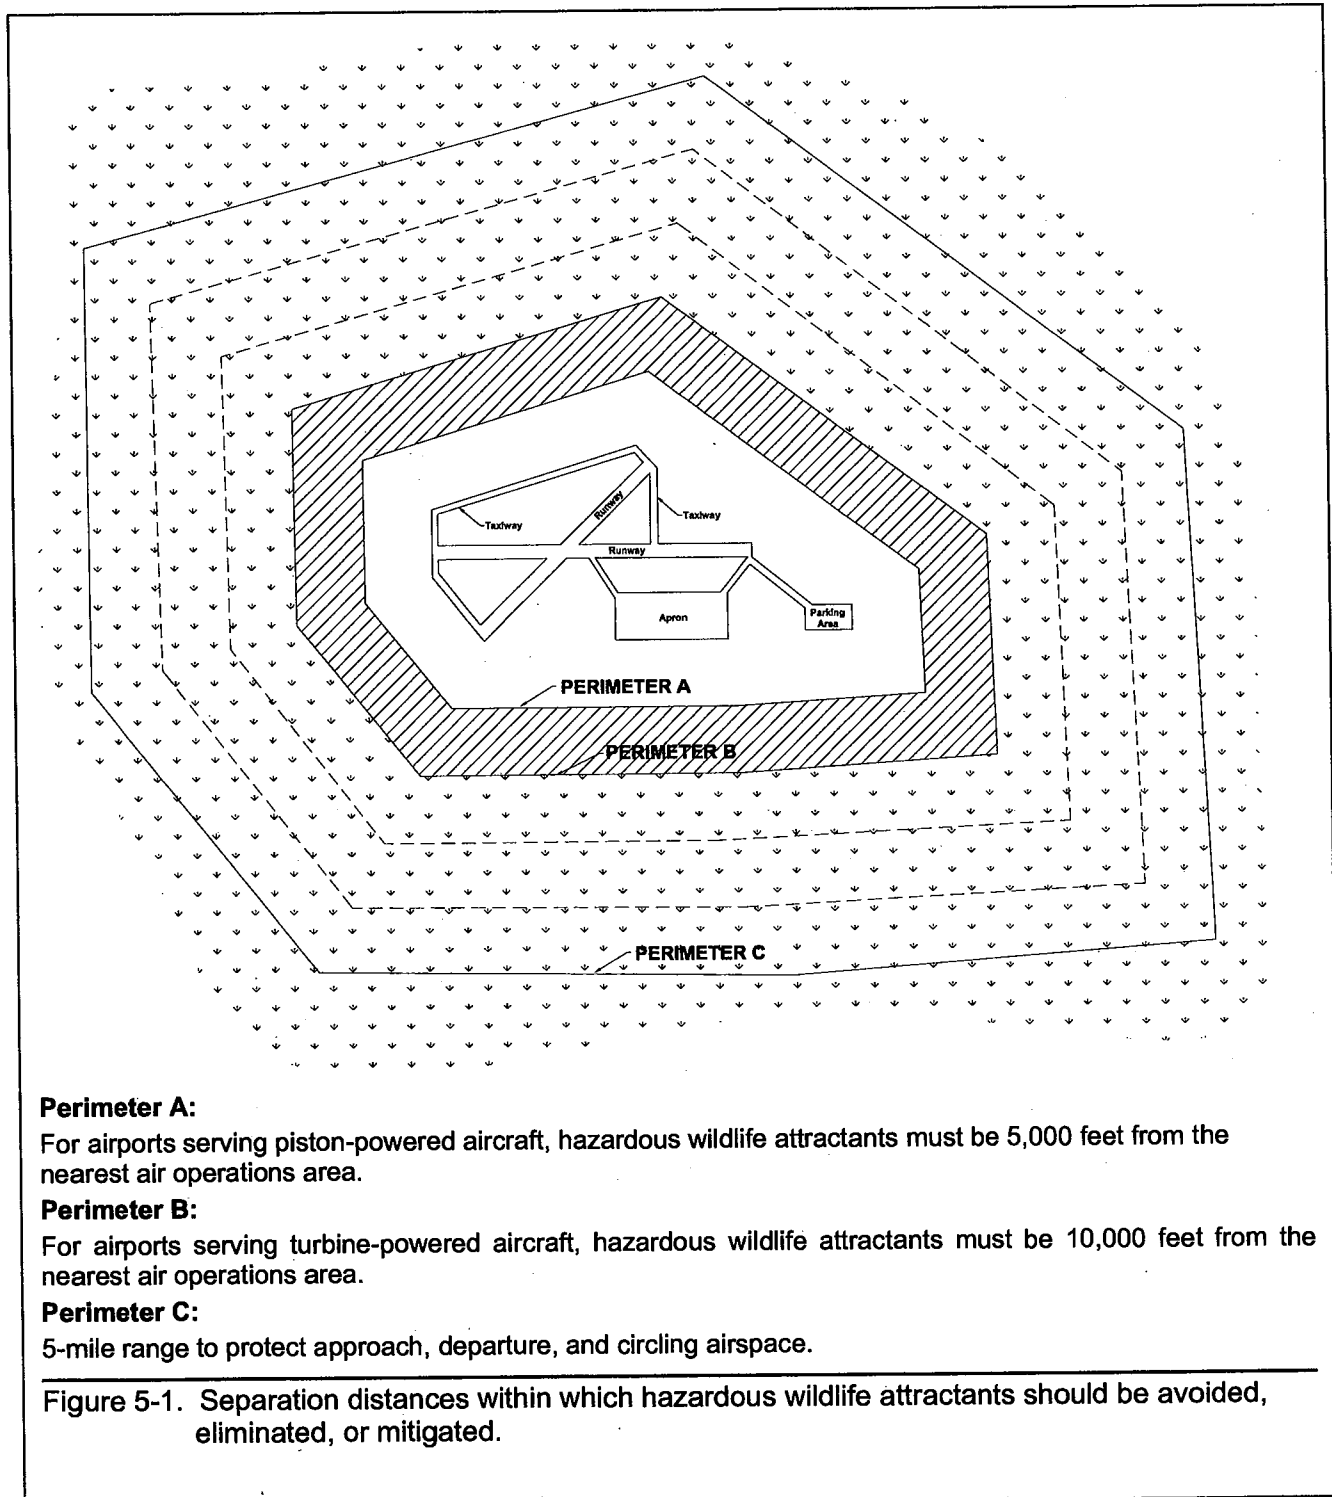 Runway
Taxiway
Taxiway
Runway
Apron
Parking
Area
PERIMETER A
PERIMETER B
PERIMETER C
Perimeter A:
For airports serving piston-powered aircraft, hazardous wildlife attractants must be 5,000 feet from the
nearest air operations area.
Perimeter B:
For airports serving turbine-powered aircraft, hazardous wildlife attractants must be 10,000 feet from the
nearest air operations area.
Perimeter C:
5-mile range to protect approach, departure, and circling airspace.
Figure 5-1. Separation distances within which hazardous wildlife attractants should be avoided,
eliminated, or mitigated.